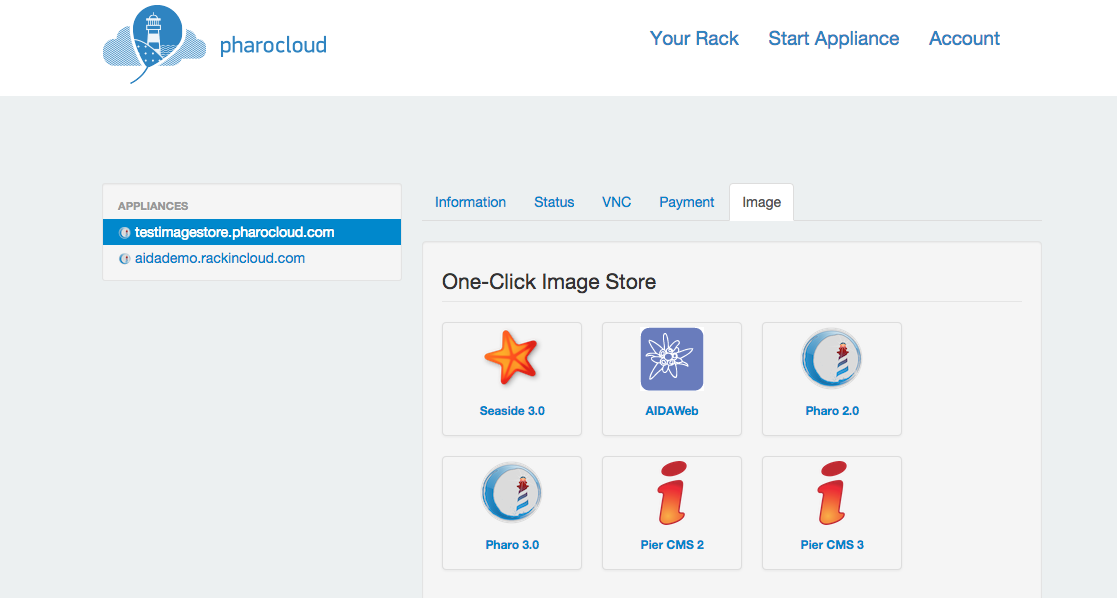 pharocloud
Your Rack Start Appliance Account
APPLIANCES
testimagestore.pharocloud.com
aidademo.rackincloud.com
Information Status VNC Payment Image
One-Click Image Store
Seaside 3.0 AIDAWeb Pharo 2.0
Pharo 3.0 Pier CMS 2 Pier CMS 3